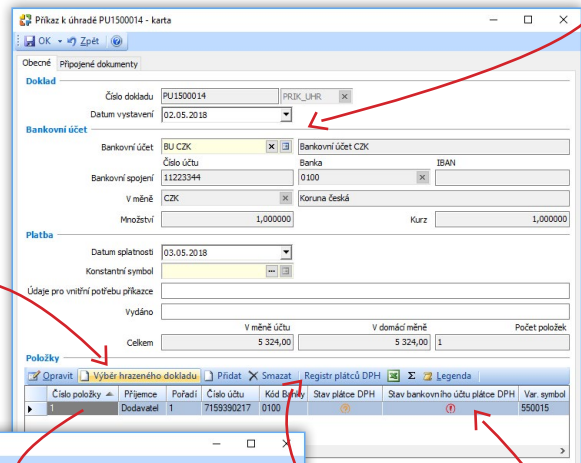 Příkaz k úhradě PU1500014 - karta
OK Zpět
Obecné Připojené dokumenty
Doklad
Číslo dokladu PU1500014 PRIK_UHR
Datum vystavení 02.05.2018
Bankovní účet
Bankovní účet BU CZK Bankovní účet CZK
Číslo účtu Banka IBAN
Bankovní spojení 11223344 0100
V měně CZK Koruna česká
Množství 1,000000 Kurz 1,000000
Platba
Datum splatnosti 03.05.2018
Konstantní symbol
Údaje pro vnitřní potřebu příkazce
Vydáno
V měně účtu V domácí měně Počet položek
Celkem 5 324,00 5 324,00 1
Položky
Opravit Výběr hrazeného dokladu Přidat Smazat Registr plátců DPH Σ Legenda
Číslo položky Příjemce Pořadí Číslo účtu Kód Banky Stav plátce DPH Stav bankovního účtu plátce DPH Var. symbol
1 Dodavatel 1 7159390217 0100 550015